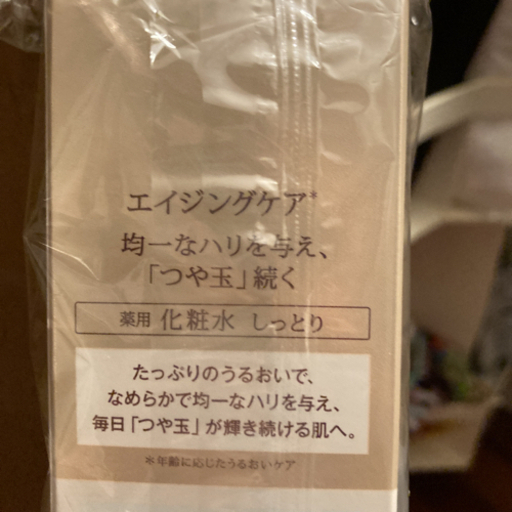 エイジングケア*
均一なハリを与え、
「つや玉」続く
薬用 化粧水 しっとり
たっぷりのうるおいで、
なめらかで均一なハリを与え、
毎日「つや玉」が輝き続ける肌へ。
*年齢に応じたうるおいケア